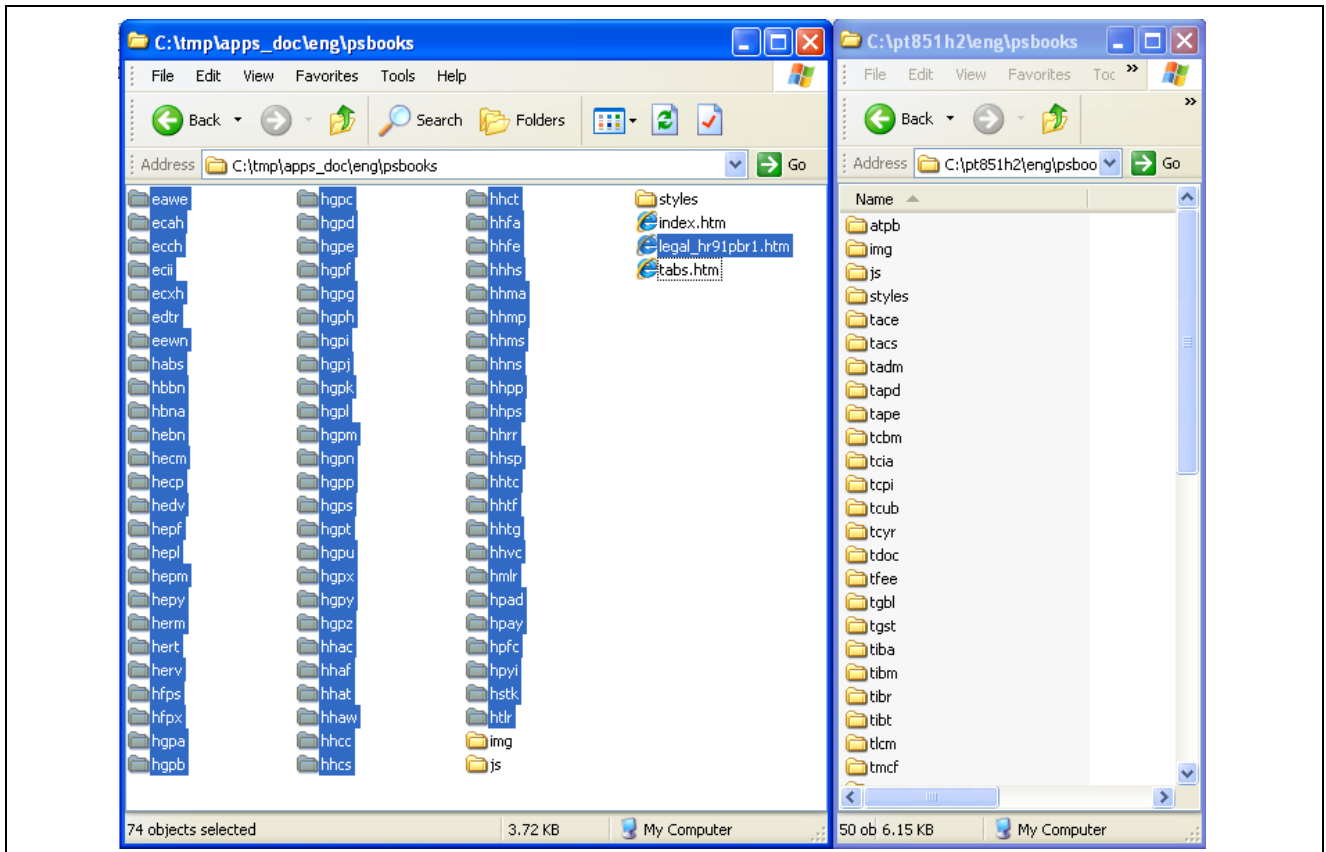 C:\tmp\apps_doc\eng\psbooks
File Edit View Favorites Tools Help
Back Search Folders
Address C:\tmp\apps_doc\eng\psbooks Go
eawe
ecah
ecch
ecii
ecxh
edtr
eewn
habs
hbbn
hbna
hebn
hecm
hecp
hedv
hepf
hepl
hepm
hepy
herm
hert
herv
hfps
hfpx
hgpa
hgpb
hgpc
hgpd
hgpe
hgpf
hgpg
hgph
hgpi
hgpj
hgpk
hgpl
hgpm
hgpn
hgpp
hgps
hgpt
hgpu
hgpx
hgpy
hgpz
hhac
hhaf
hhat
hhaw
hhcc
hhcs
hhct
hhfa
hhfe
hhhs
hhma
hhmp
hhms
hhns
hhpp
hhps
hhrr
hhsp
hhtc
hhtf
hhtg
hhvc
hmlr
hpad
hpay
hpfc
hpyi
hstk
htlr
img
js
styles
index.htm
legal_hr91pbr1.htm
tabs.htm
74 objects selected 3.72 KB My Computer
C:\pt851h2\eng\psbooks
File Edit View Favorites Toc »
Back »
Address C:\pt851h2\eng\psboo Go
Name
atpb
img
js
styles
tace
tacs
tadm
tapd
tape
tcbm
tcia
tcpi
tcub
tcyr
tdoc
tfee
tgbl
tgst
tiba
tibm
tibr
tibt
tlcm
tmcf
50 ob 6.15 KB My Computer